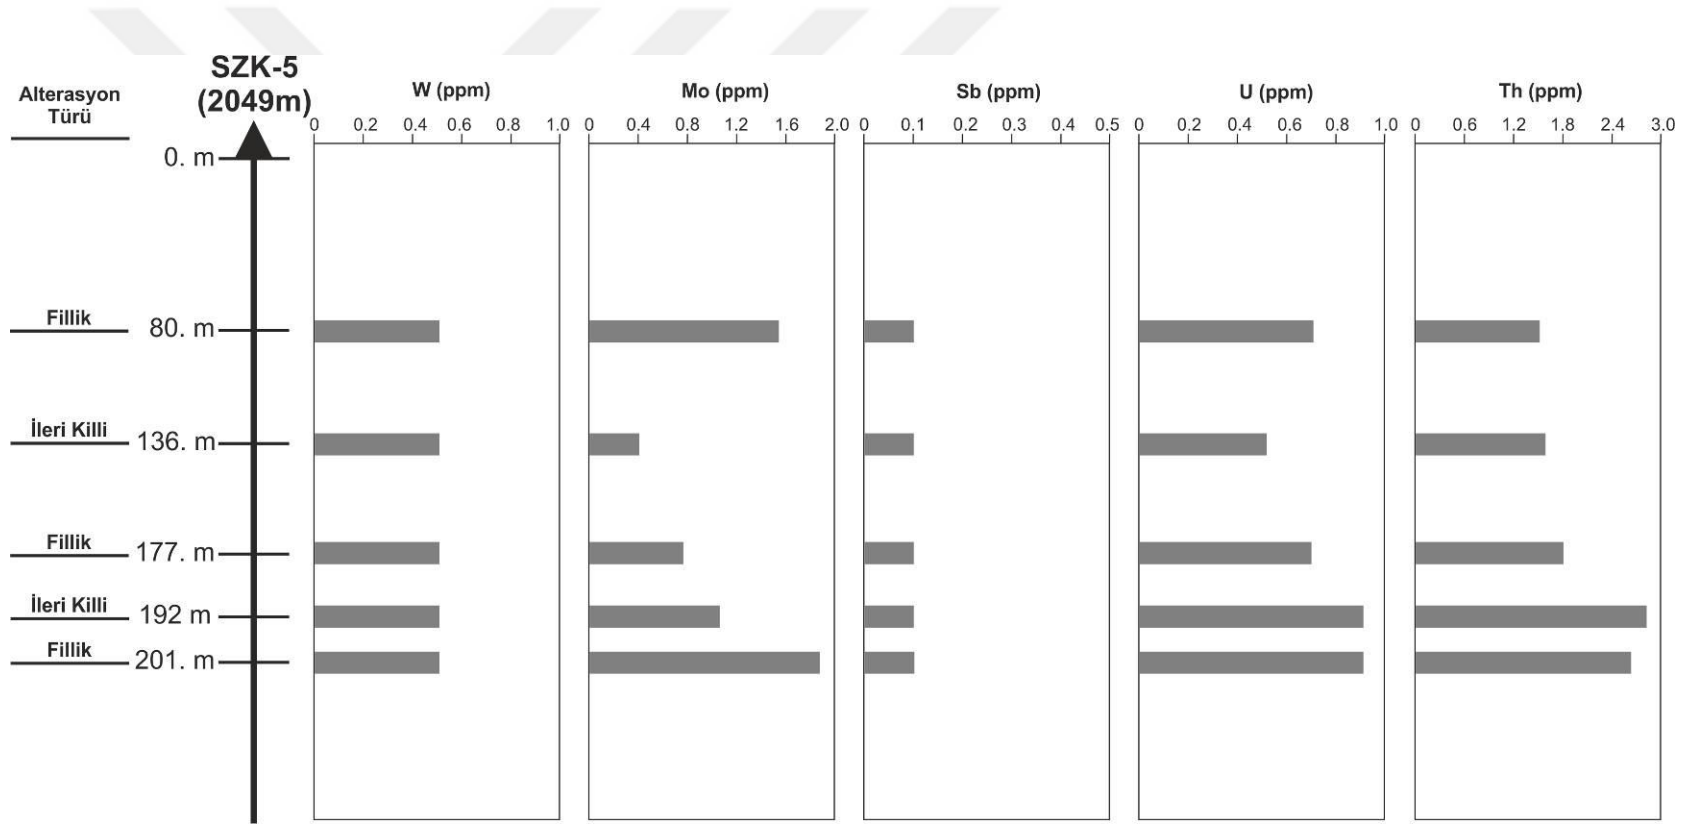 Alterasyon
Türü
SZK-5
(2049m)
W (ppm)
Mo (ppm)
Sb (ppm)
U (ppm)
Th (ppm)
0 0.2 0.4 0.6 0.8 1.0
0 0.4 0.8 1.2 1.6 2.0
0 0.1 0.2 0.3 0.4 0.5
0 0.2 0.4 0.6 0.8 1.0
0 0.6 1.2 1.8 2.4 3.0
0. m
Fillik 80. m
İleri Killi 136. m
Fillik 177. m
İleri Killi 192 m
Fillik 201. m